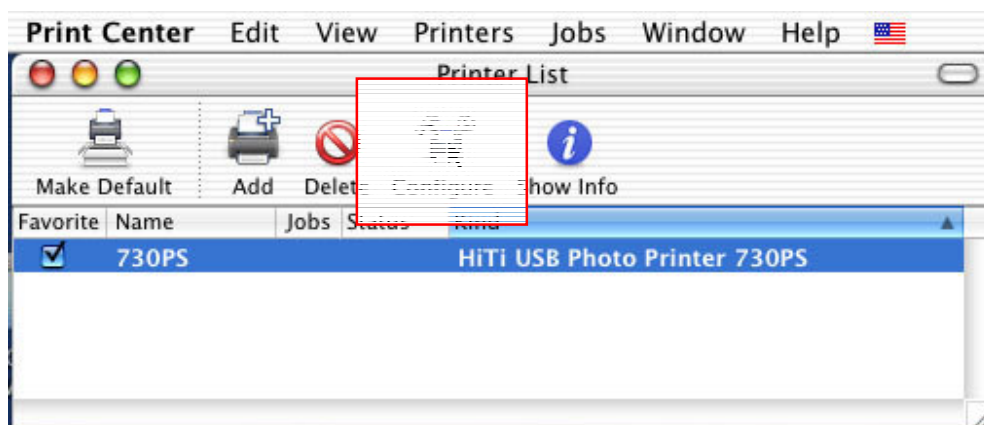 Print Center Edit View Printers Jobs Window Help
Printer List
Make Default Add Delete Configure Show Info
Favorite Name Jobs Status Kind
730PS HiTi USB Photo Printer 730PS